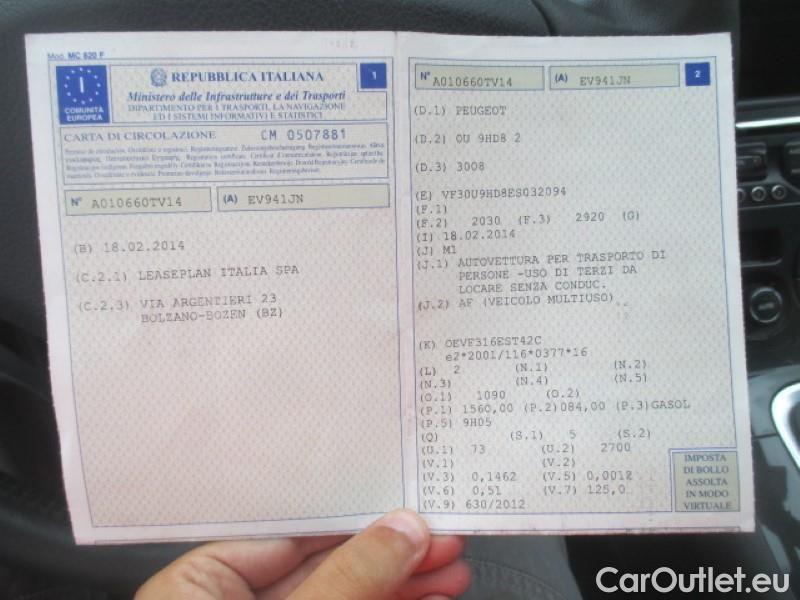 Mod. MC 820 F
I
COMUNITÀ
EUROPEA
REPUBBLICA ITALIANA
1
Ministero delle Infrastrutture e dei Trasporti
DIPARTIMENTO PER I TRASPORTI, LA NAVIGAZIONE
ED I SISTEMI INFORMATIVI E STATISTICI
CARTA DI CIRCOLAZIONE CM 0507881
N° A010660TV14 (A) EV941JN
(B) 18.02.2014
(C.2.1) LEASEPLAN ITALIA SPA
(C.2.3) VIA ARGENTIERI 23
BOLZANO-BOZEN (BZ)
N° A010660TV14 (A) EV941JN 2
(D.1) PEUGEOT
(D.2) OU 9HD8 2
(D.3) 3008
(E) VF30U9HD8ES032094
(F.1)
(F.2) 2030 (F.3) 2920 (G)
(I) 18.02.2014
(J) M1
(J.1) AUTOVETTURA PER TRASPORTO DI
PERSONE -USO DI TERZI DA
LOCARE SENZA CONDUC.
(J.2) AF (VEICOLO MULTIUSO)
(K) OEVF316EST42C
e2*2001/116*0377*16
(L) 2 (N.1) (N.2)
(N.3) (N.4) (N.5)
(O.1) 1090 (O.2)
(P.1) 1560,00 (P.2)084,00 (P.3)GASOL
(P.5) 9H05
(Q) (S.1) 5 (S.2)
(U.1) 73 (U.2) 2700
(V.1) (V.2)
(V.3) 0,1462 (V.5) 0,0012
(V.6) 0,51 (V.7) 125,0
(V.9) 630/2012
IMPOSTA
DI BOLLO
ASSOLTA
IN MODO
VIRTUALE
CarOutlet.eu